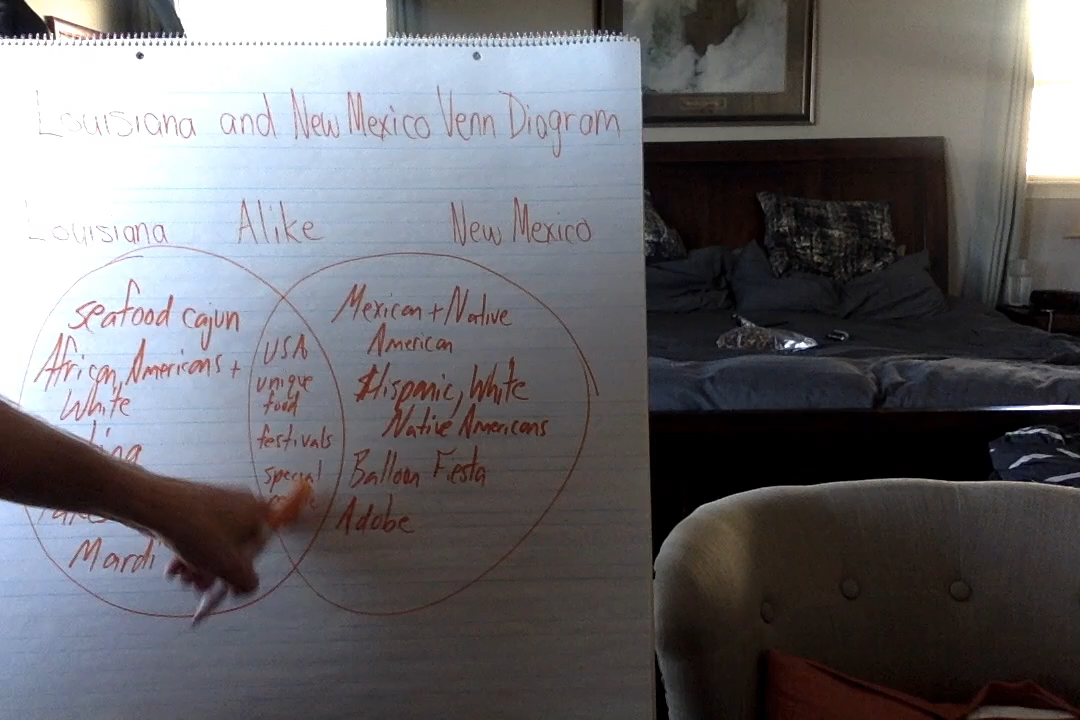 Louisiana and New Mexico Venn Diagram
Louisiana Alike New Mexico
seafood cajun
African Americans +
White
Mardi
USA
unique
food
festivals
special
Mexican + Native
American
Hispanic, White
Native Americans
Balloon Fiesta
Adobe